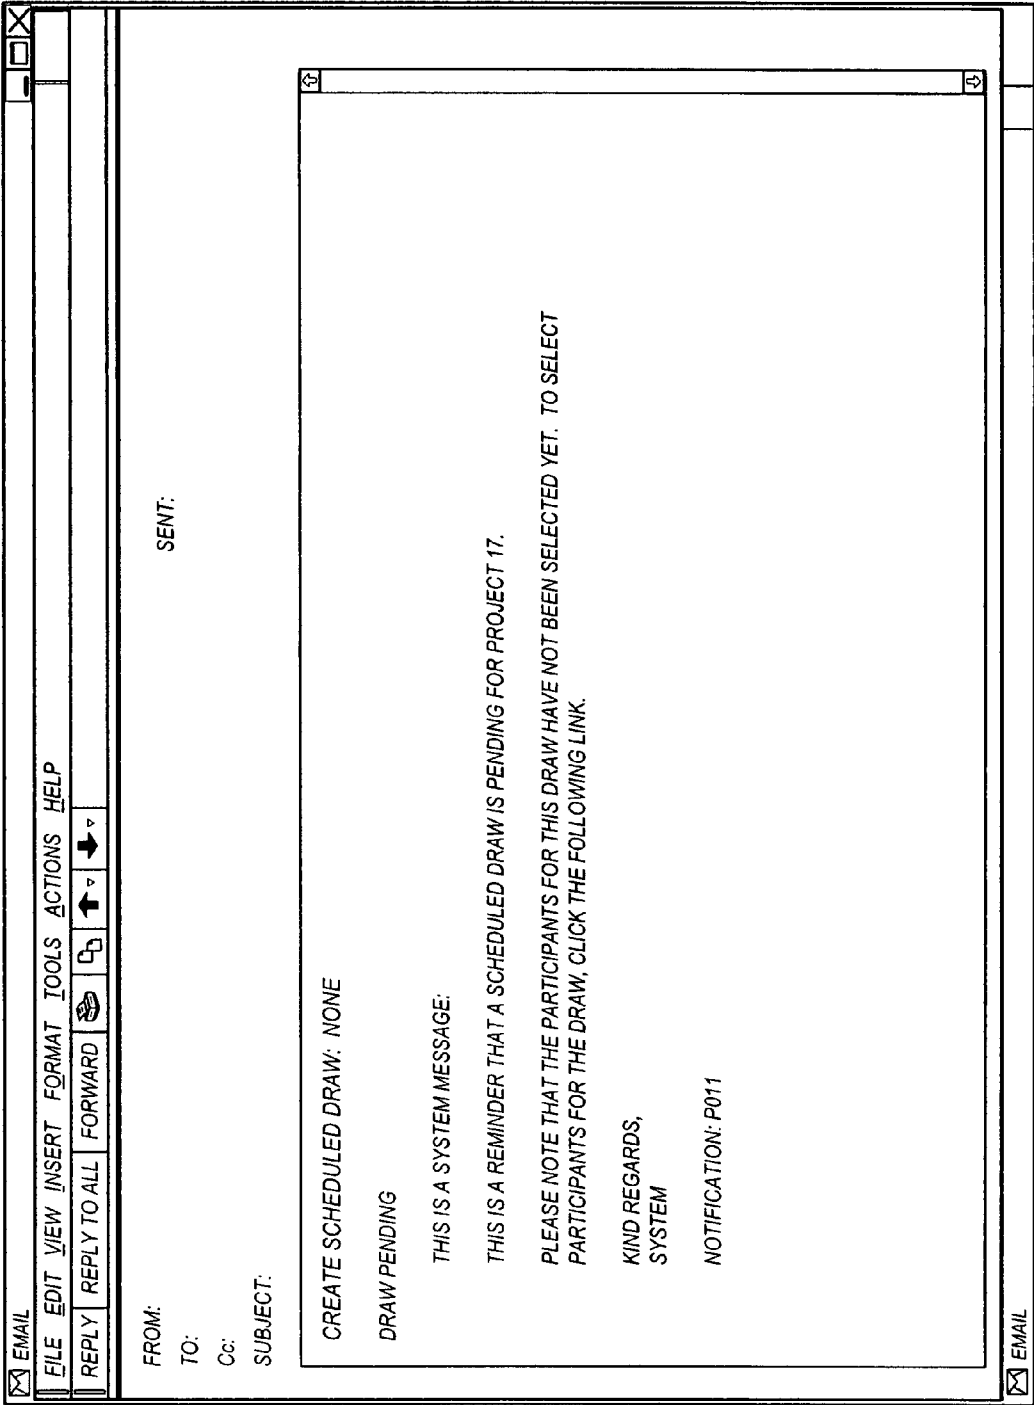 EMAIL
FILE EDIT VIEW INSERT FORMAT TOOLS ACTIONS HELP
REPLY REPLY TO ALL FORWARD
FROM: SENT:
TO:
Cc:
SUBJECT:
CREATE SCHEDULED DRAW: NONE
DRAW PENDING
THIS IS A SYSTEM MESSAGE:
THIS IS A REMINDER THAT A SCHEDULED DRAW IS PENDING FOR PROJECT 17.
PLEASE NOTE THAT THE PARTICIPANTS FOR THIS DRAW HAVE NOT BEEN SELECTED YET. TO SELECT
PARTICIPANTS FOR THE DRAW, CLICK THE FOLLOWING LINK.
KIND REGARDS,
SYSTEM
NOTIFICATION: P011
EMAIL